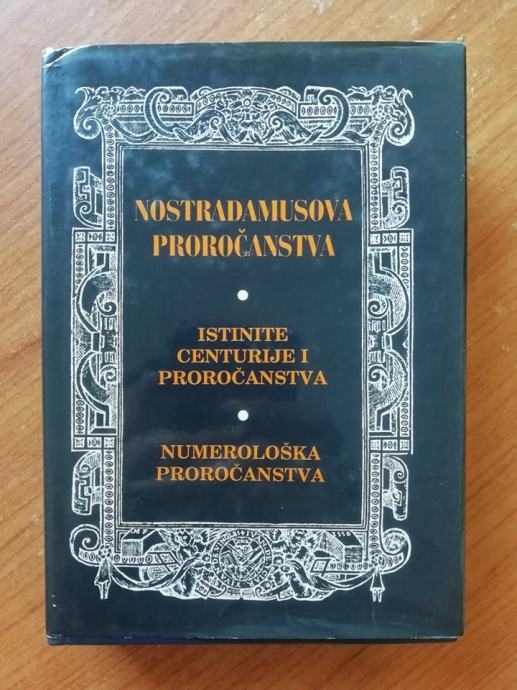 NOSTRADAMUSOVA
PROROČANSTVA
ISTINITE
CENTURIJE I
PROROČANSTVA
NUMEROLOŠKA
PROROČANSTVA